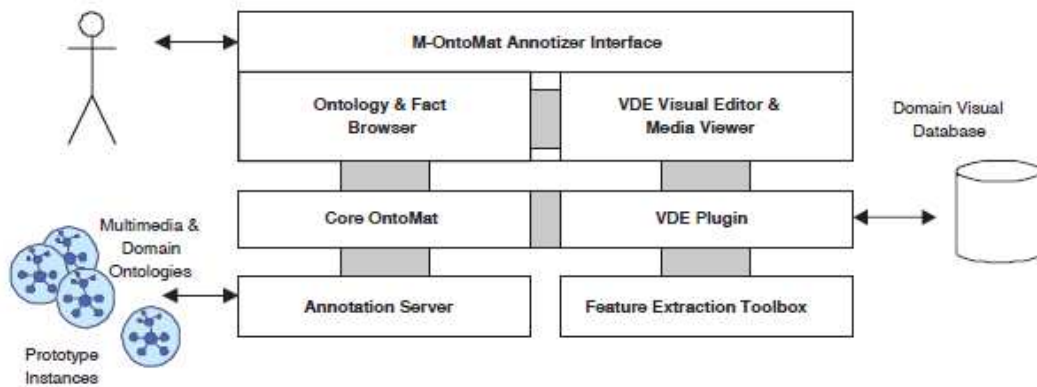 M-OntoMat Annotizer Interface
Ontology & Fact
Browser
VDE Visual Editor &
Media Viewer
Domain Visual
Database
Core OntoMat
VDE Plugin
Multimedia &
Domain
Ontologies
Annotation Server
Feature Extraction Toolbox
Prototype
Instances